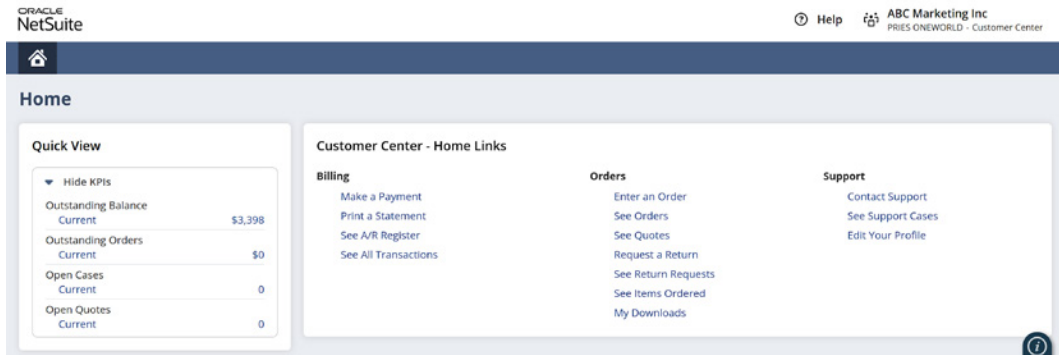 ORACLE
NetSuite
Help
ABC Marketing Inc
PRIES ONEWORLD - Customer Center
Home
Quick View
Hide KPIs
Outstanding Balance
Current $3,398
Outstanding Orders
Current $0
Open Cases
Current 0
Open Quotes
Current 0
Customer Center - Home Links
Billing
Make a Payment
Print a Statement
See A/R Register
See All Transactions
Orders
Enter an Order
See Orders
See Quotes
Request a Return
See Return Requests
See Items Ordered
My Downloads
Support
Contact Support
See Support Cases
Edit Your Profile